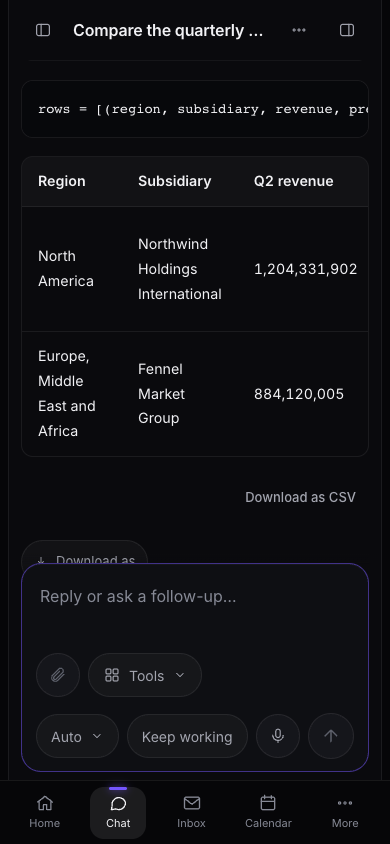 Compare the quarterly ...
rows = [(region, subsidiary, revenue, pre
Region Subsidiary Q2 revenue
North America Northwind Holdings International 1,204,331,902
Europe, Middle East and Africa Fennel Market Group 884,120,005
Download as CSV
Download as
Reply or ask a follow-up...
Tools
Auto Keep working
Home Chat Inbox Calendar More